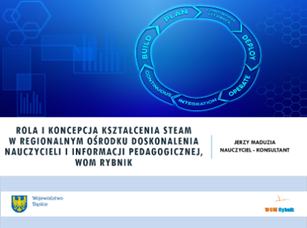 PLAN
BUILD
DEPLOY
OPERATE
CONTINUOUS
INTEGRATION
ROLA I KONCEPCJA KSZTAŁCENIA STEAM
W REGIONALNYM OŚRODKU DOSKONALENIA
NAUCZYCIELI I INFORMACJI PEDAGOGICZNEJ,
WOM RYBNIK
JERZY MADUZIA
NAUCZYCIEL - KONSULTANT
Województwo
Śląskie
WOM Rybnik